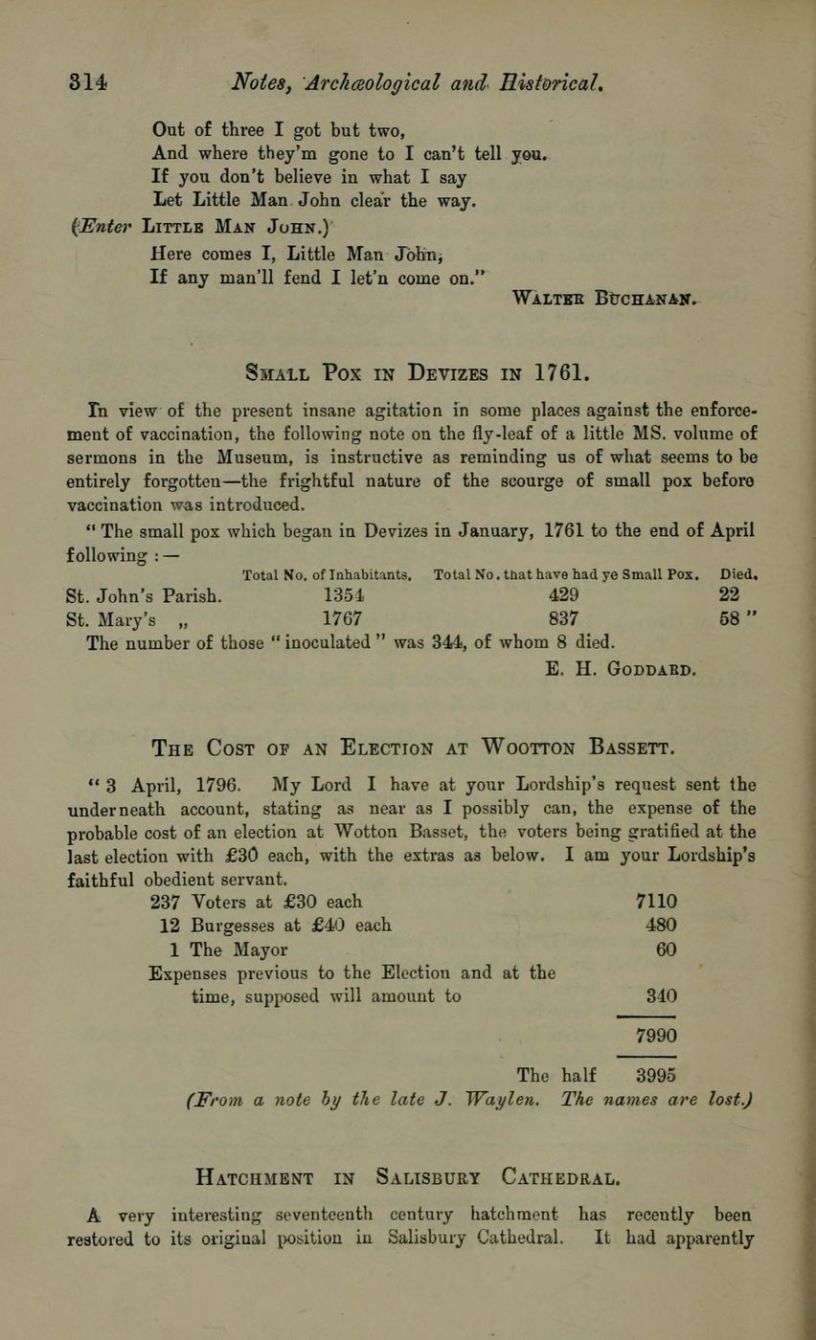 314 Notes, Archæological and Historical.
Out of three I got but two,
And where they'm gone to I can't tell you.
If you don't believe in what I say
Let Little Man John clear the way.
(Enter LITTLE MAN JOHN.)
Here comes I, Little Man John,
If any man'll fend I let'n come on."
WALTER BUCHANAN.
SMALL POX IN DEVIZES IN 1761.
In view of the present insane agitation in some places against the enforce-
ment of vaccination, the following note on the fly-leaf of a little MS. volume of
sermons in the Museum, is instructive as reminding us of what seems to be
entirely forgotten—the frightful nature of the scourge of small pox before
vaccination was introduced.
"The small pox which began in Devizes in January, 1761 to the end of April
following :—
Total No. of Inhabitants. Total No. that have had ye Small Pox. Died.
St. John's Parish. 1354 429 22
St. Mary's „ 1767 837 58"
The number of those "inoculated" was 344, of whom 8 died.
E. H. GODDARD.
THE COST OF AN ELECTION AT WOOTTON BASSETT.
"3 April, 1796. My Lord I have at your Lordship's request sent the
underneath account, stating as near as I possibly can, the expense of the
probable cost of an election at Wotton Basset, the voters being gratified at the
last election with £30 each, with the extras as below. I am your Lordship's
faithful obedient servant.
237 Voters at £30 each 7110
12 Burgesses at £40 each 480
1 The Mayor 60
Expenses previous to the Election and at the
time, supposed will amount to 340
7990
The half 3995
(From a note by the late J. Waylen. The names are lost.)
HATCHMENT IN SALISBURY CATHEDRAL.
A very interesting seventeenth century hatchment has recently been
restored to its original position in Salisbury Cathedral. It had apparently